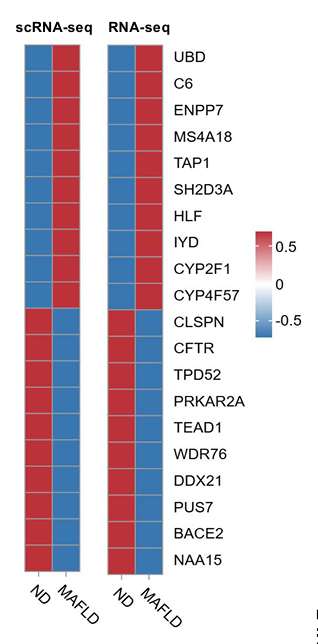 scRNA-seq RNA-seq
UBD
C6
ENPP7
MS4A18
TAP1
SH2D3A
HLF
IYD
CYP2F1
CYP4F57
CLSPN
CFTR
TPD52
PRKAR2A
TEAD1
WDR76
DDX21
PUS7
BACE2
NAA15
0.5
0
-0.5
ND MAFLD ND MAFLD